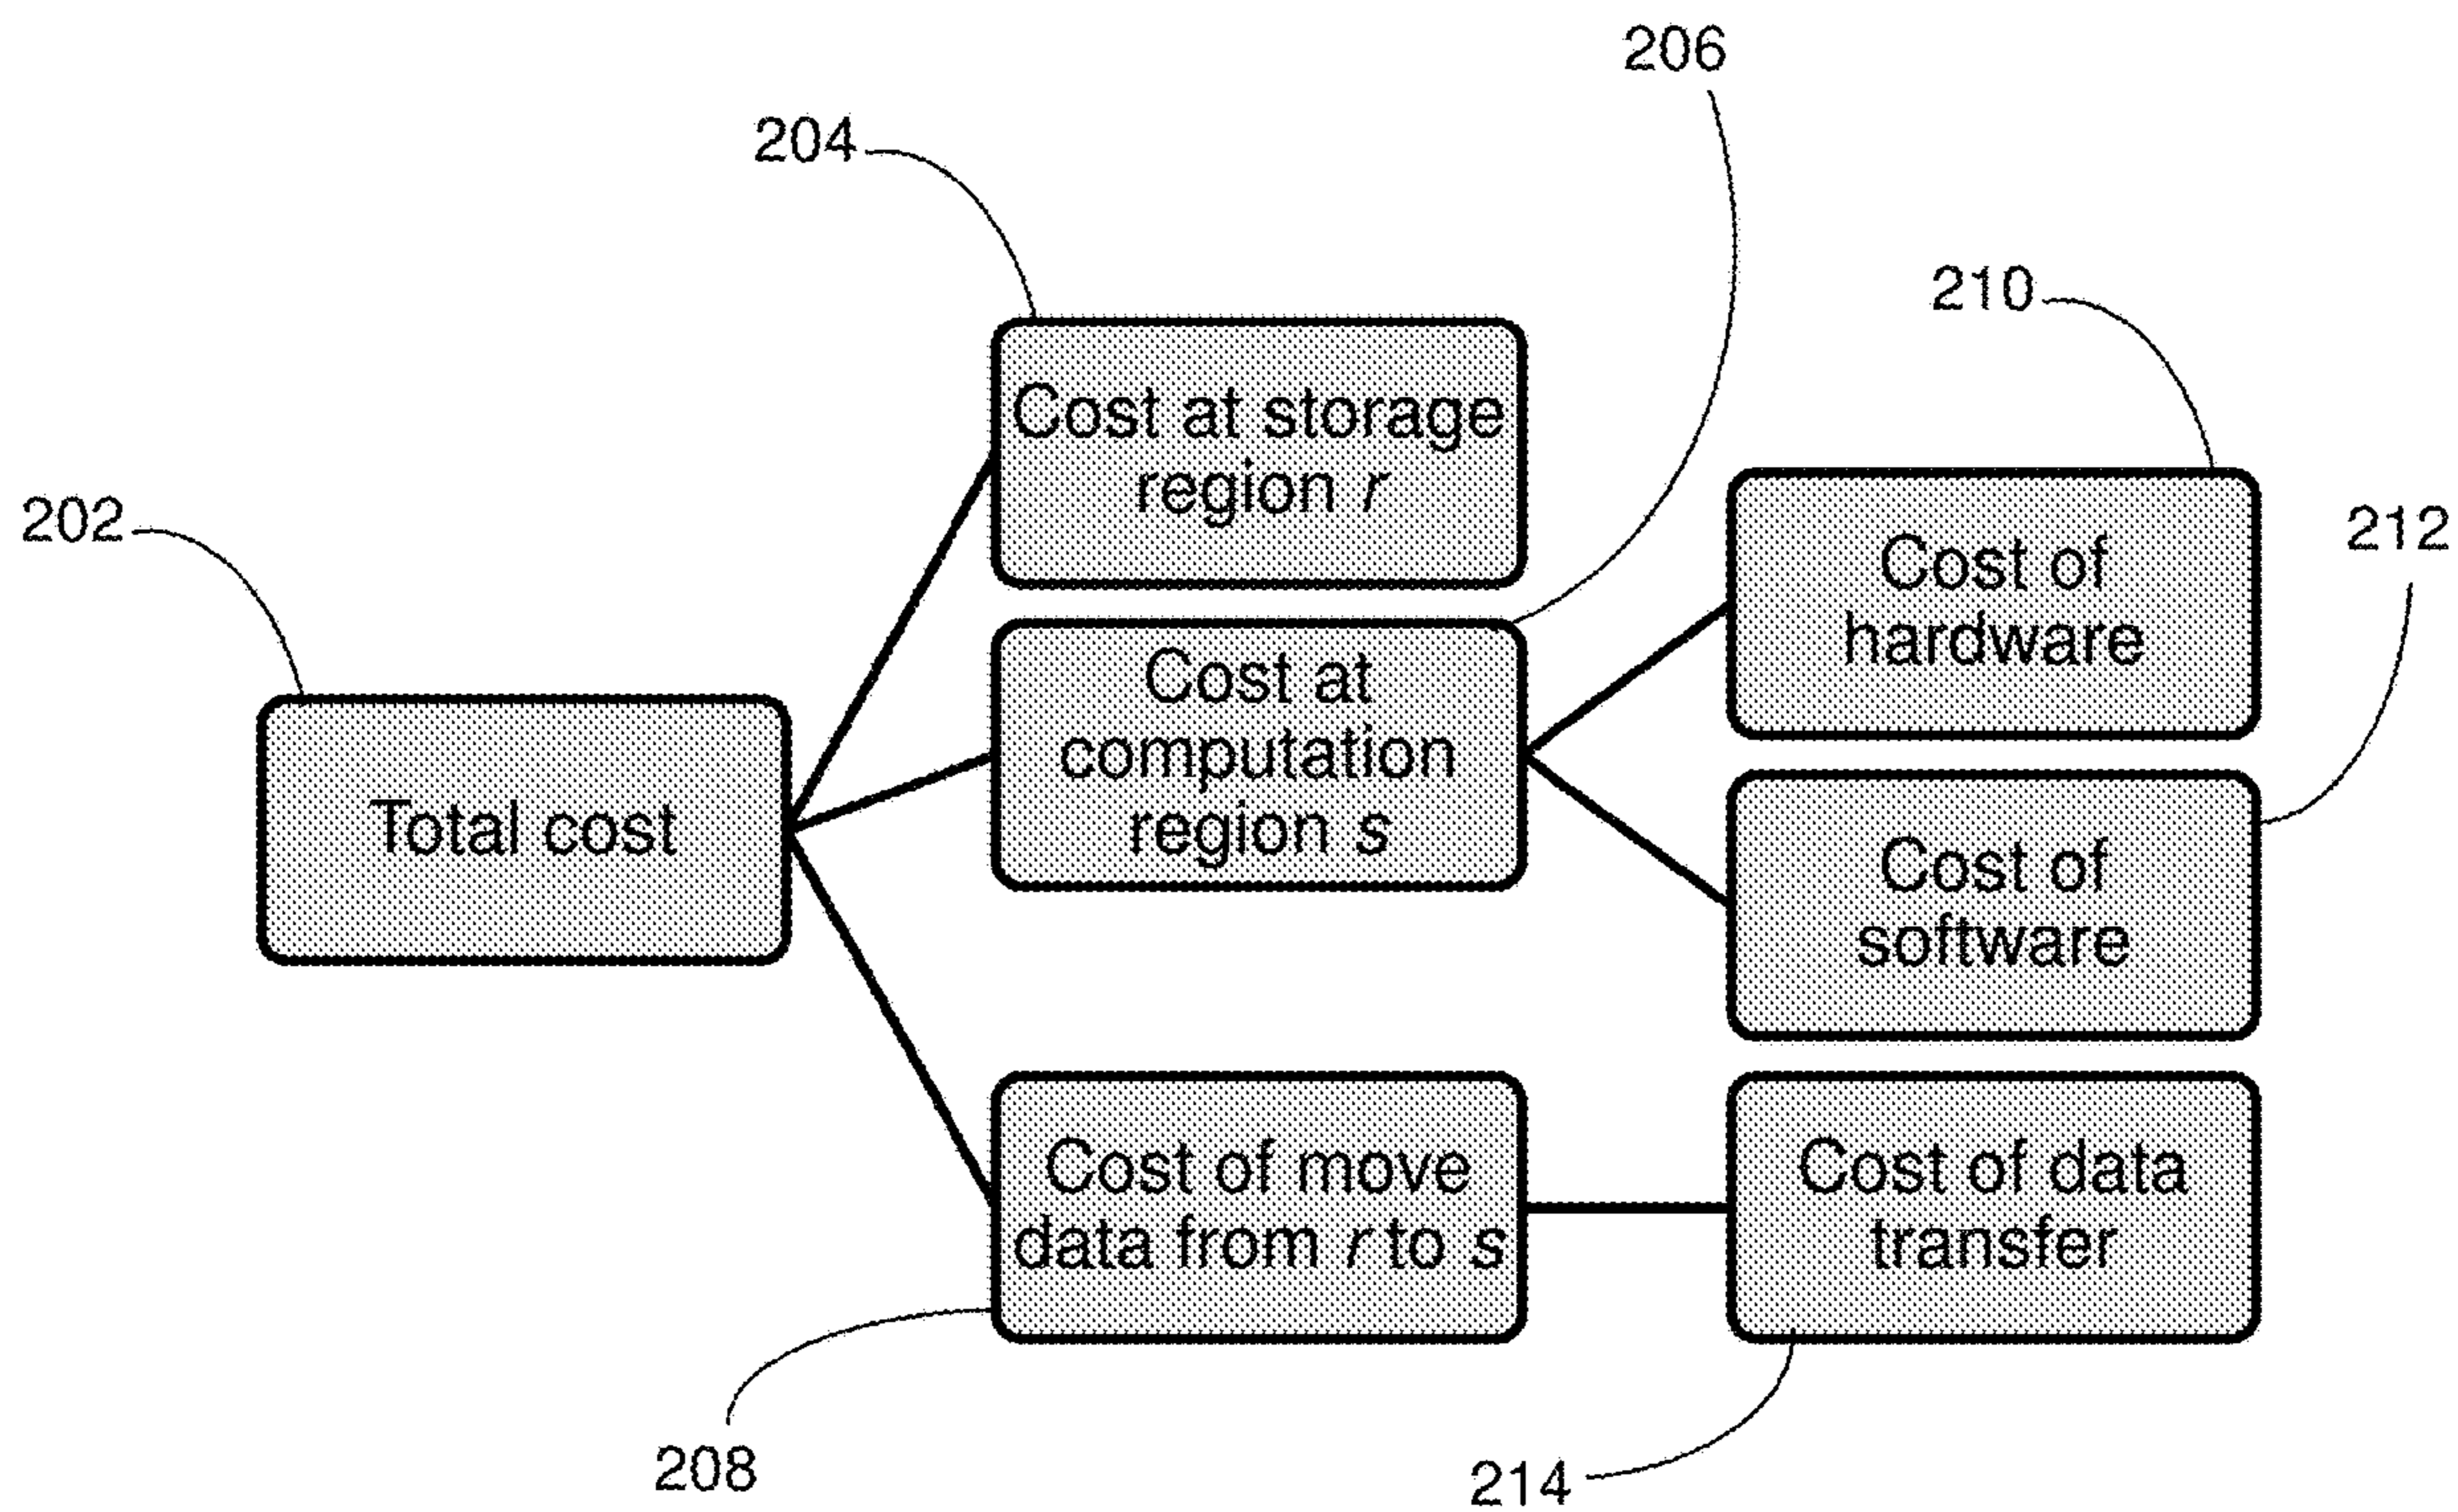 206
204
210
Cost at storage
region r
202
212
Cost of
hardware
Cost at
computation
region s
Total cost
Cost of
software
Cost of move
data from r to s
Cost of data
transfer
208
214